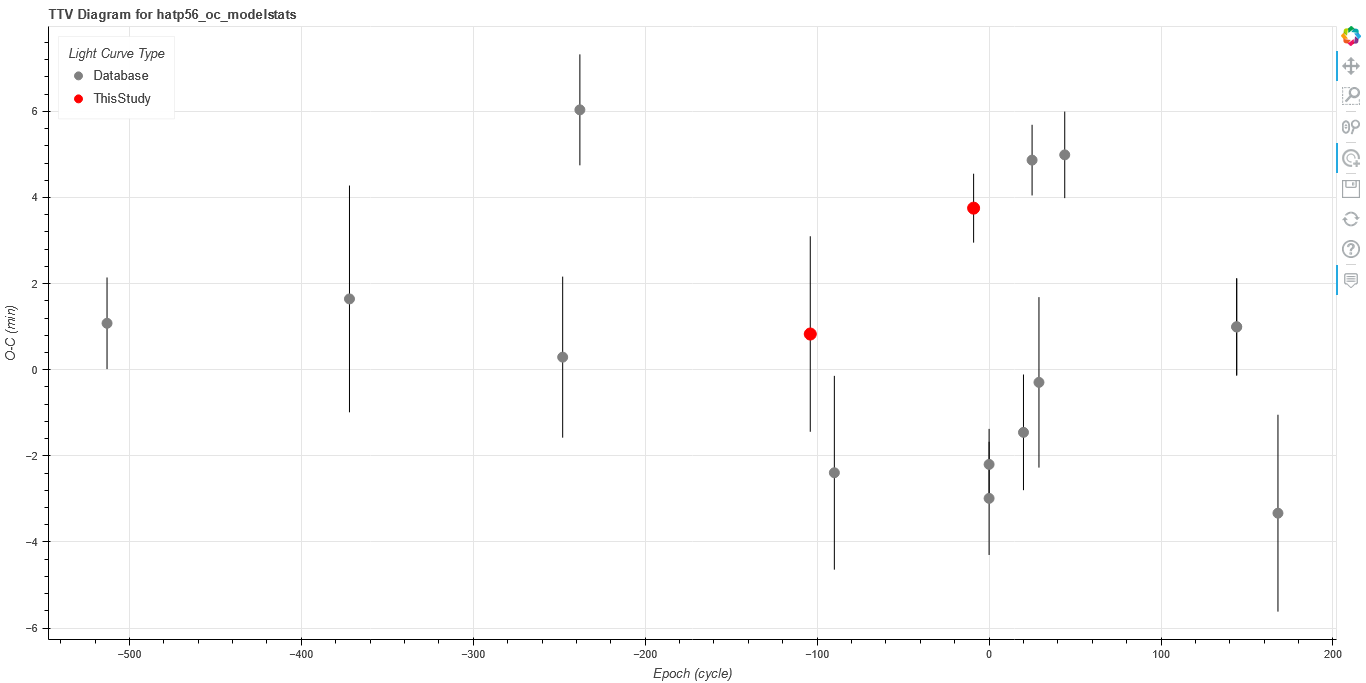 TTV Diagram for hatp56_oc_modelstats
Light Curve Type
Database
ThisStudy
6
4
2
0
−2
−4
−6
O-C (min)
−500
−400
−300
−200
−100
0
100
200
Epoch (cycle)